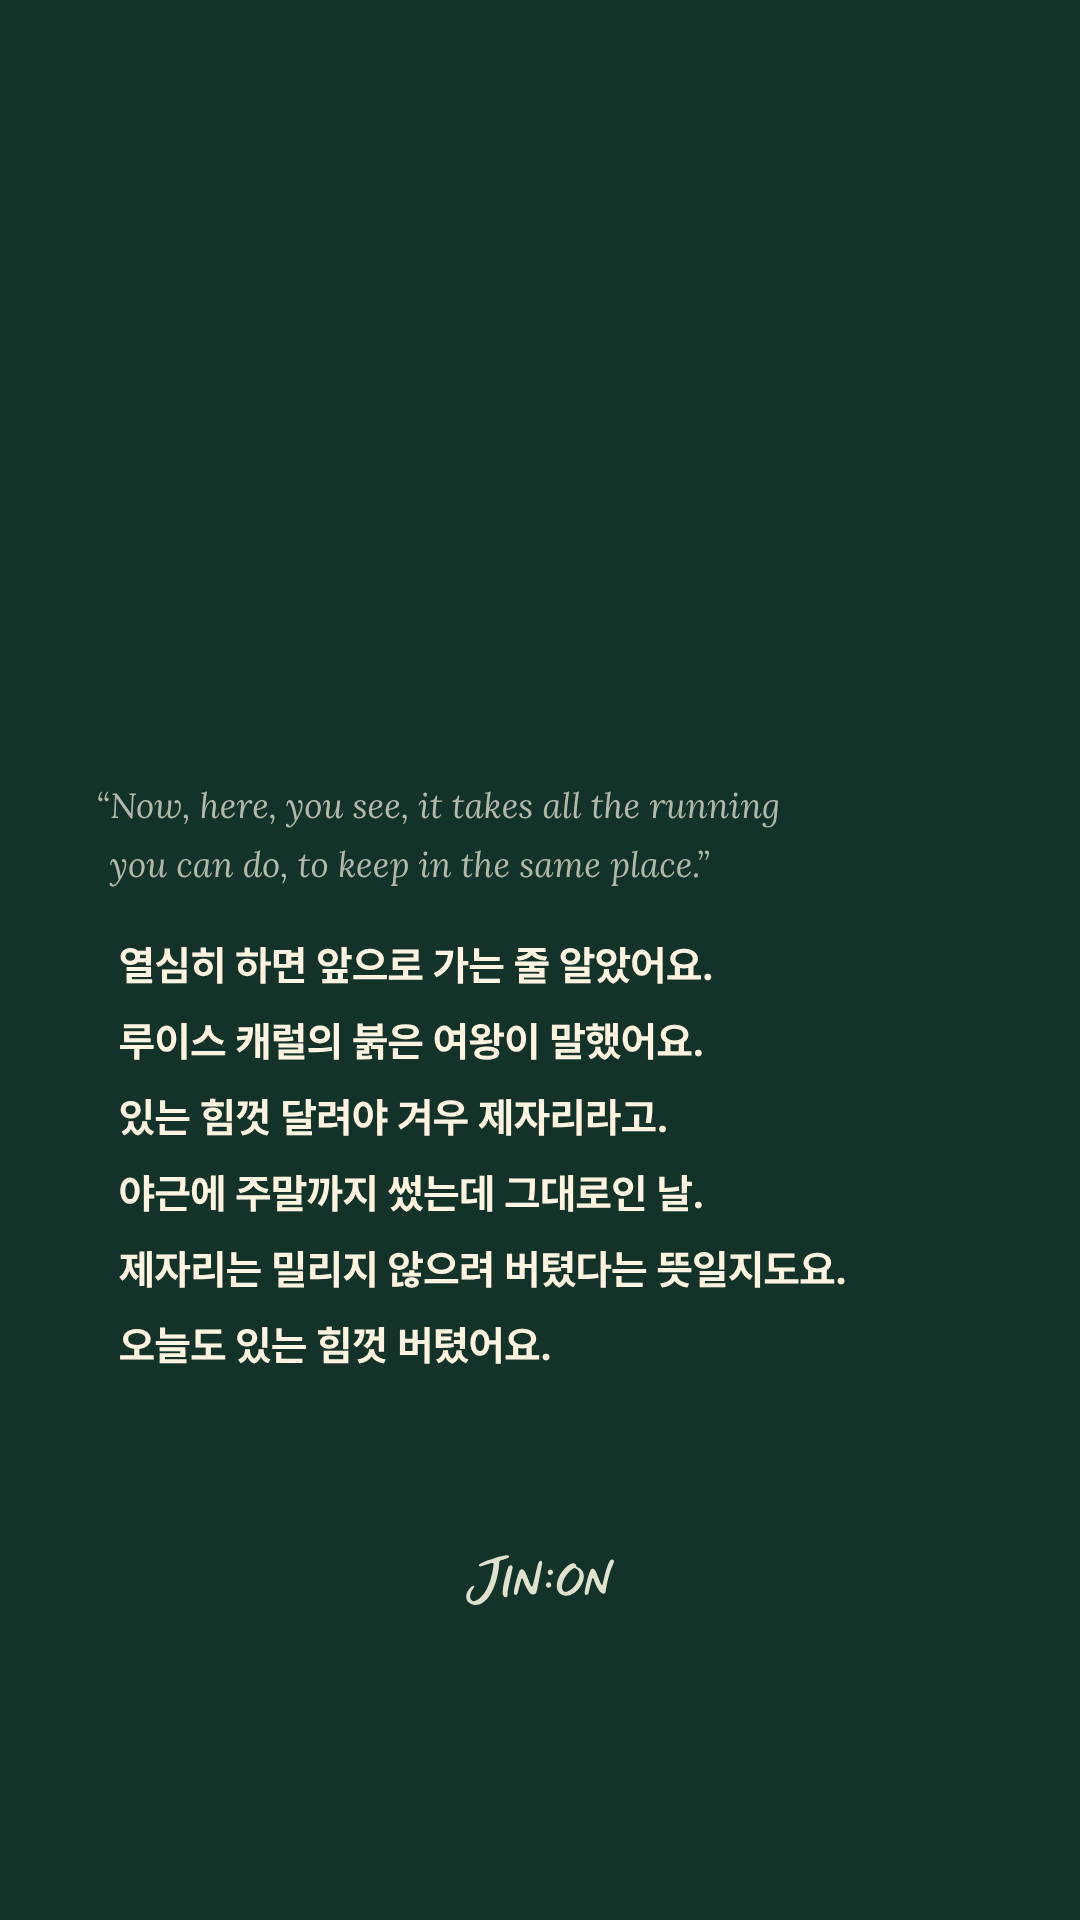 “Now, here, you see, it takes all the running
you can do, to keep in the same place.”
열심히 하면 앞으로 가는 줄 알았어요.
루이스 캐럴의 붉은 여왕이 말했어요.
있는 힘껏 달려야 겨우 제자리라고.
야근에 주말까지 썼는데 그대로인 날.
제자리는 밀리지 않으려 버텼다는 뜻일지도요.
오늘도 있는 힘껏 버텼어요.
JIN:ON